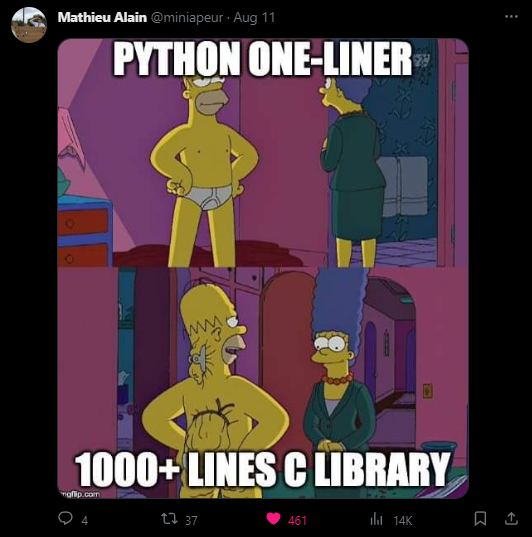 Mathieu Alain @miniapeur · Aug 11
PYTHON ONE-LINER
1000+ LINES C LIBRARY
imgflip.com
4 37 461 14K